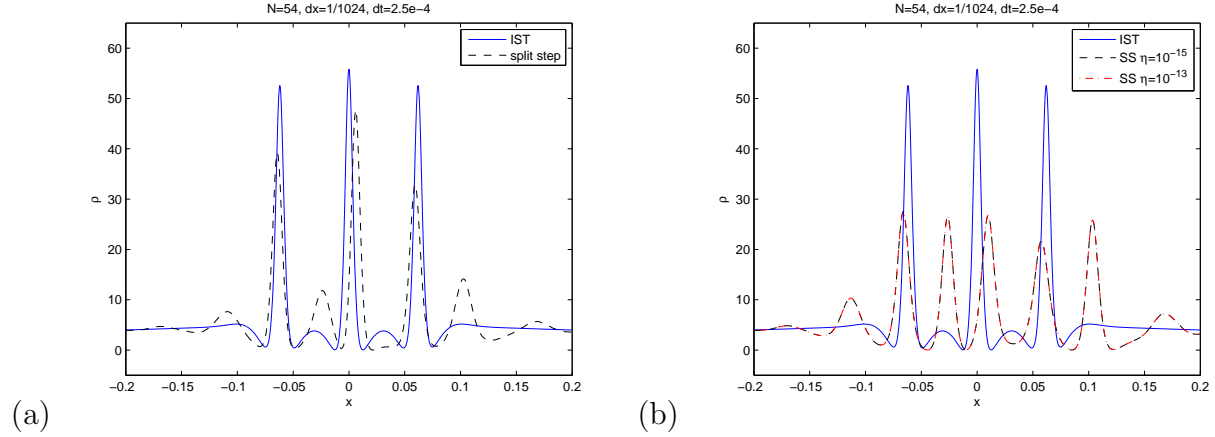 N=54, dx=1/1024, dt=2.5e−4
IST
split step
60
50
40
30
20
10
0
ρ
−0.2
−0.15
−0.1
−0.05
0
0.05
0.1
0.15
0.2
x
(a)
N=54, dx=1/1024, dt=2.5e−4
IST
SS η=10⁻¹⁵
SS η=10⁻¹³
60
50
40
30
20
10
0
ρ
−0.2
−0.15
−0.1
−0.05
0
0.05
0.1
0.15
0.2
x
(b)